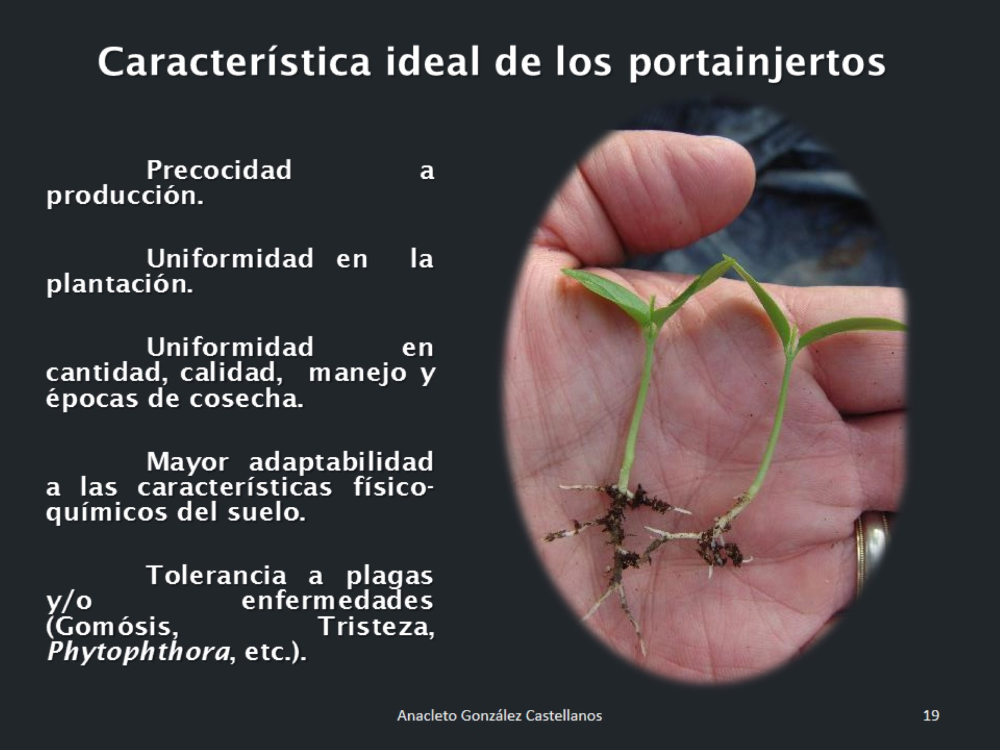 Característica ideal de los portainjertos
Precocidad a
producción.
Uniformidad en la
plantación.
Uniformidad en
cantidad, calidad, manejo y
épocas de cosecha.
Mayor adaptabilidad
a las características físico-
químicos del suelo.
Tolerancia a plagas
y/o enfermedades
(Gomósis, Tristeza,
Phytophthora, etc.).
Anacleto González Castellanos
19